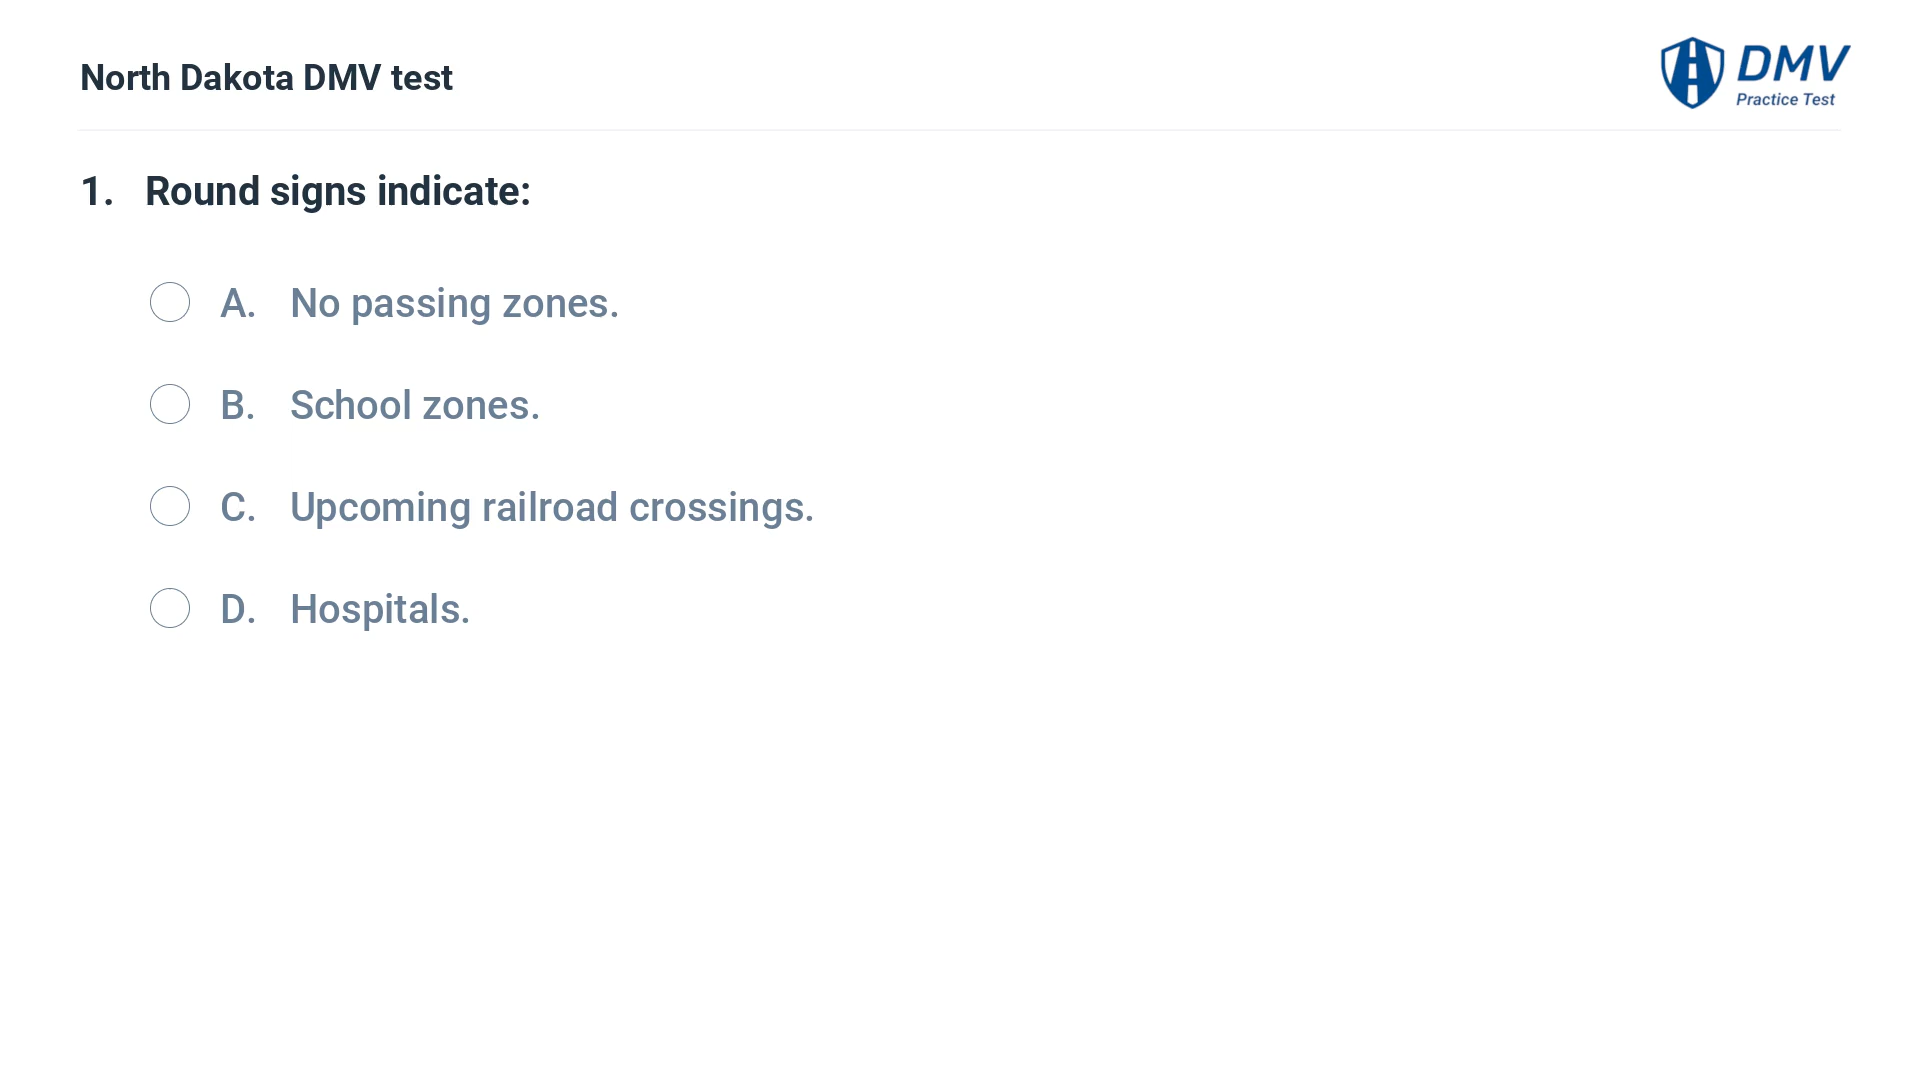 North Dakota DMV test
DMV
Practice Test
1. Round signs indicate:
A. No passing zones.
B. School zones.
C. Upcoming railroad crossings.
D. Hospitals.